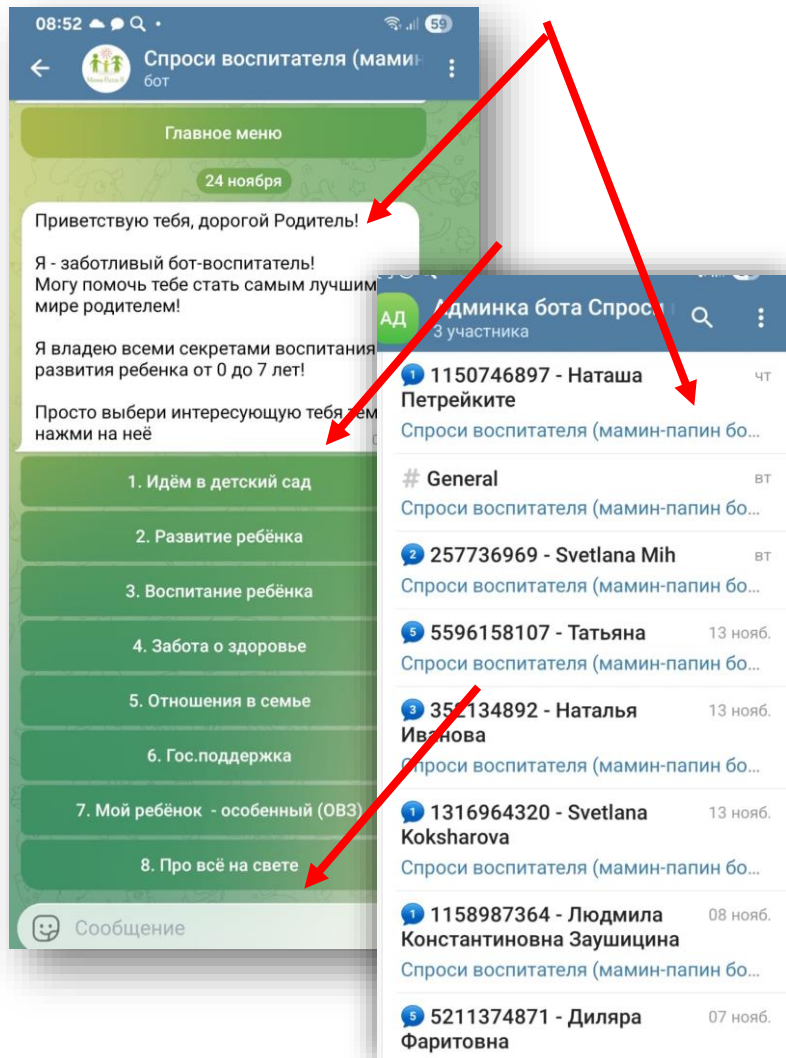 08:52
59
Спроси воспитателя (мамин
бот
Главное меню
24 ноября
Приветствую тебя, дорогой Родитель!
Я - заботливый бот-воспитатель!
Могу помочь тебе стать самым лучшим
мире родителем!
Я владею всеми секретами воспитания
развития ребенка от 0 до 7 лет!
Просто выбери интересующую тебя
нажми на неё
1. Идём в детский сад
2. Развитие ребёнка
3. Воспитание ребёнка
4. Забота о здоровье
5. Отношения в семье
6. Гос.поддержка
7. Мой ребёнок - особенный (ОВЗ)
8. Про всё на свете
Сообщение
АД
Админка бота Спроси
3 участника
1 1150746897 - Наташа
Петрейките
чт
Спроси воспитателя (мамин-папин бо...
# General
вт
Спроси воспитателя (мамин-папин бо...
2 257736969 - Svetlana Mih
вт
Спроси воспитателя (мамин-папин бо...
5 5596158107 - Татьяна
13 нояб.
Спроси воспитателя (мамин-папин бо...
3 352134892 - Наталья
Иванова
13 нояб.
Спроси воспитателя (мамин-папин бо...
1 1316964320 - Svetlana
Koksharova
13 нояб.
Спроси воспитателя (мамин-папин бо...
1 1158987364 - Людмила
Константиновна Заушицина
08 нояб.
Спроси воспитателя (мамин-папин бо...
5 5211374871 - Диляра
Фаритовна
07 нояб.